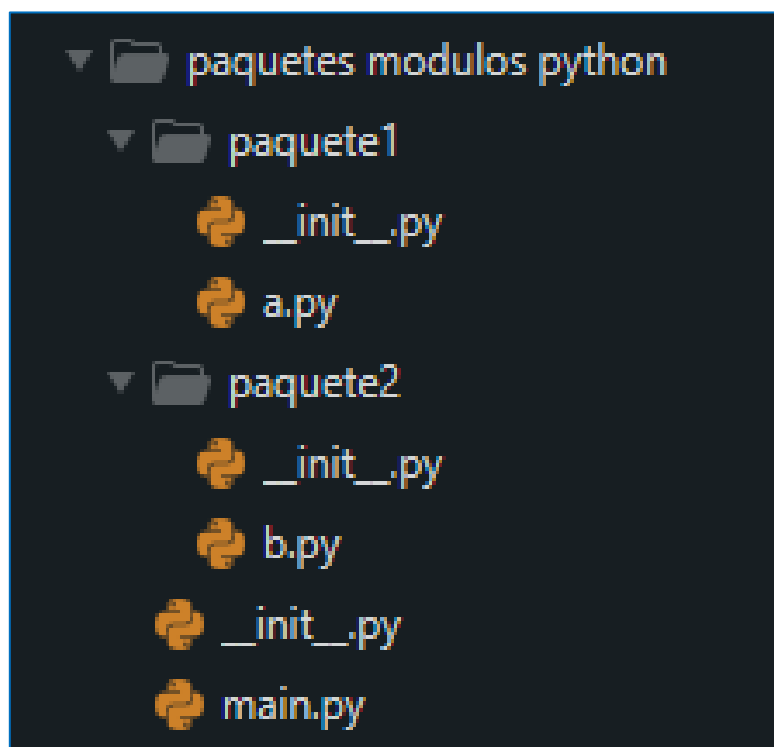 paquetes modulos python
paquete1
__init__.py
a.py
paquete2
__init__.py
b.py
__init__.py
main.py